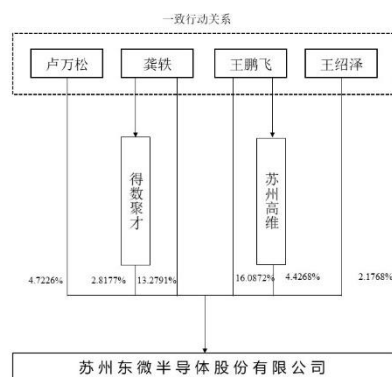 一致行动关系
卢万松
龚轶
王鹏飞
王绍泽
得数聚才
苏州高维
4.7226%
2.8177%
13.2791%
16.0872%
4.4268%
2.1768%
苏州东微半导体股份有限公司